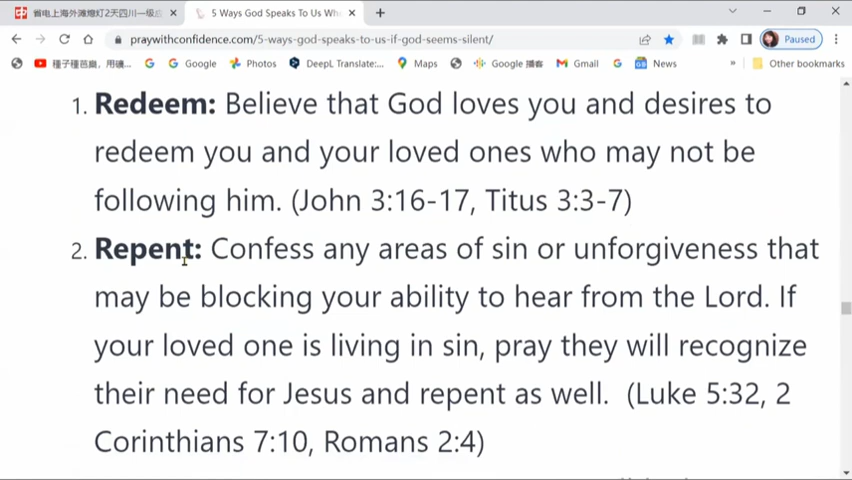 省电上海外滩熄灯2天四川一级应
5 Ways God Speaks To Us Whe
praywithconfidence.com/5-ways-god-speaks-to-us-if-god-seems-silent/
Paused
Google
Photos
DeepL Translate:...
Maps
Google 播客
Gmail
News
»
Other bookmarks
1. Redeem: Believe that God loves you and desires to
redeem you and your loved ones who may not be
following him. (John 3:16-17, Titus 3:3-7)
2. Repent: Confess any areas of sin or unforgiveness that
may be blocking your ability to hear from the Lord. If
your loved one is living in sin, pray they will recognize
their need for Jesus and repent as well. (Luke 5:32, 2
Corinthians 7:10, Romans 2:4)